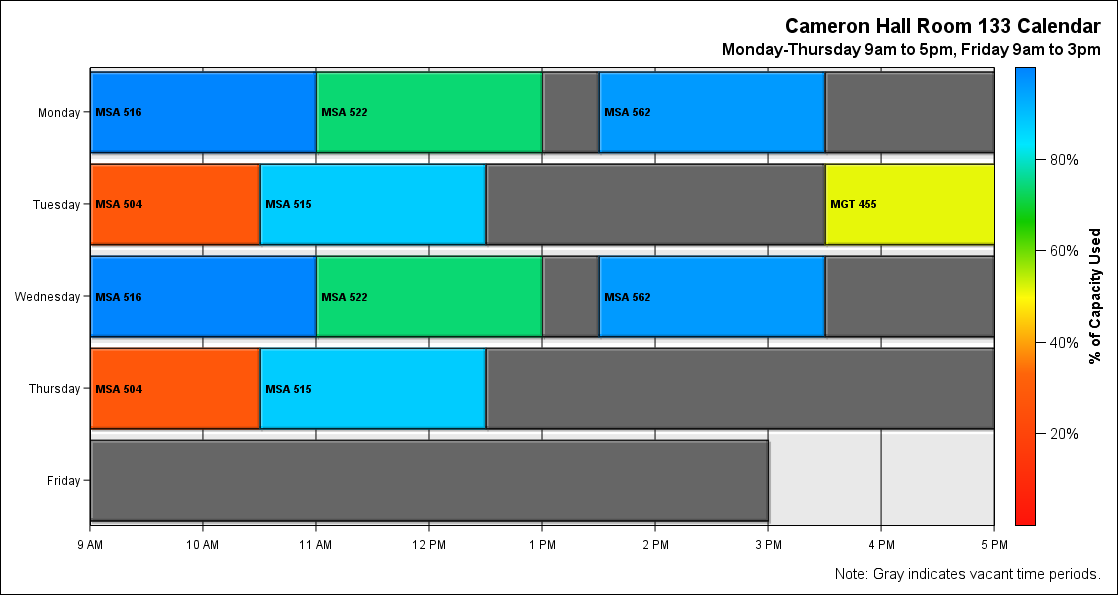 Cameron Hall Room 133 Calendar
Monday-Thursday 9am to 5pm, Friday 9am to 3pm
Monday
MSA 516
MSA 522
MSA 562
Tuesday
MSA 504
MSA 515
MGT 455
Wednesday
MSA 516
MSA 522
MSA 562
Thursday
MSA 504
MSA 515
Friday
9 AM
10 AM
11 AM
12 PM
1 PM
2 PM
3 PM
4 PM
5 PM
80%
60%
40%
20%
% of Capacity Used
Note: Gray indicates vacant time periods.